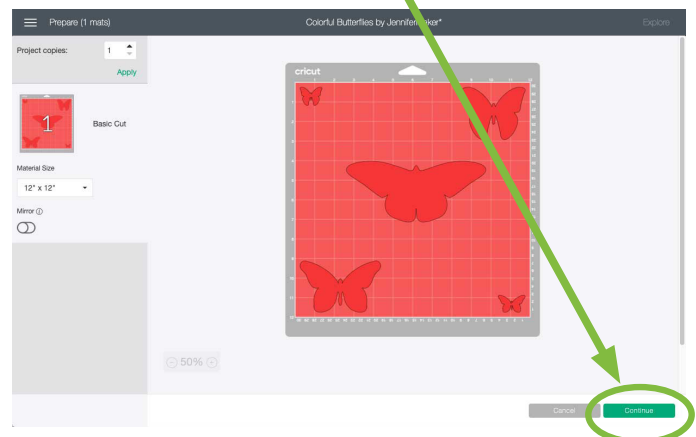 Prepare (1 mats)
Colorful Butterflies by Jennifer Maker*
Explore
Project copies:
1
Apply
cricut
1
Basic Cut
Material Size
12" x 12"
Mirror
50%
Cancel
Continue